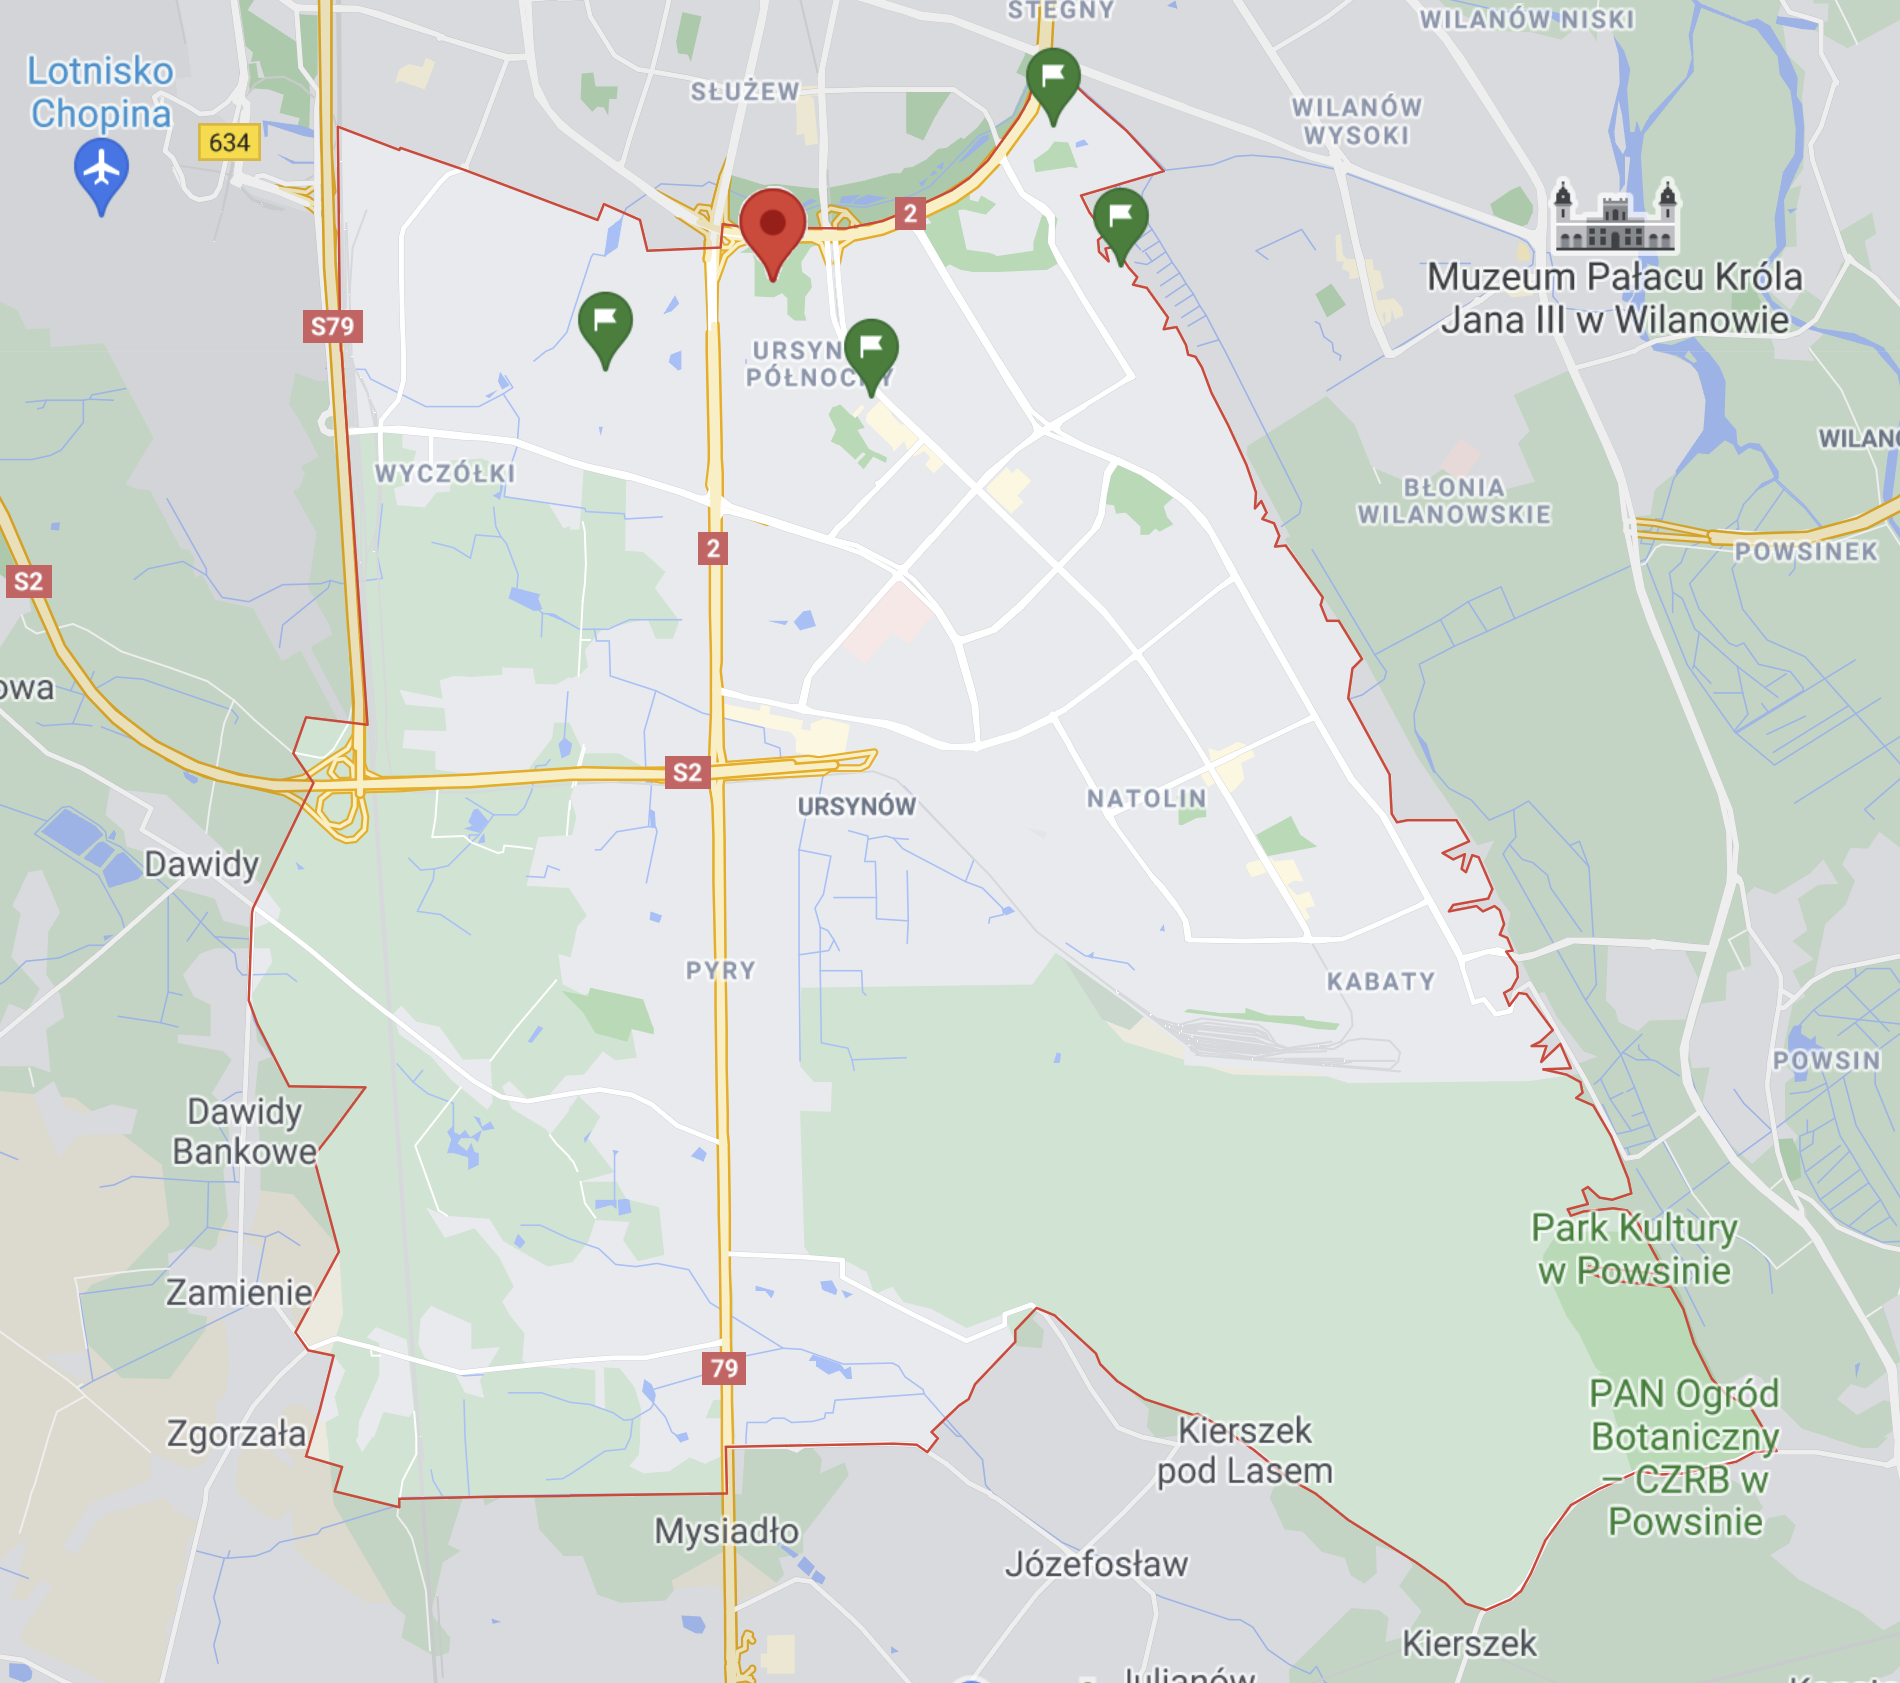 STEGNY
WILANÓW NISKI
Lotnisko
Chopina
SŁUŻEW
WILANÓW
WYSOKI
634
2
Muzeum Pałacu Króla
Jana III w Wilanowie
S79
URSYN
PÓŁNOCNY
WILANÓ
WYCZÓŁKI
BŁONIA
WILANOWSKIE
2
POWSINEK
S2
owa
S2
NATOLIN
URSYNÓW
Dawidy
PYRY
KABATY
POWSIN
Dawidy
Bankowe
Park Kultury
w Powsinie
Zamienie
79
PAN Ogród
Botaniczny
– CZRB w
Powsinie
Zgorzała
Kierszek
pod Lasem
Mysiadło
Józefosław
Kierszek
Julianów